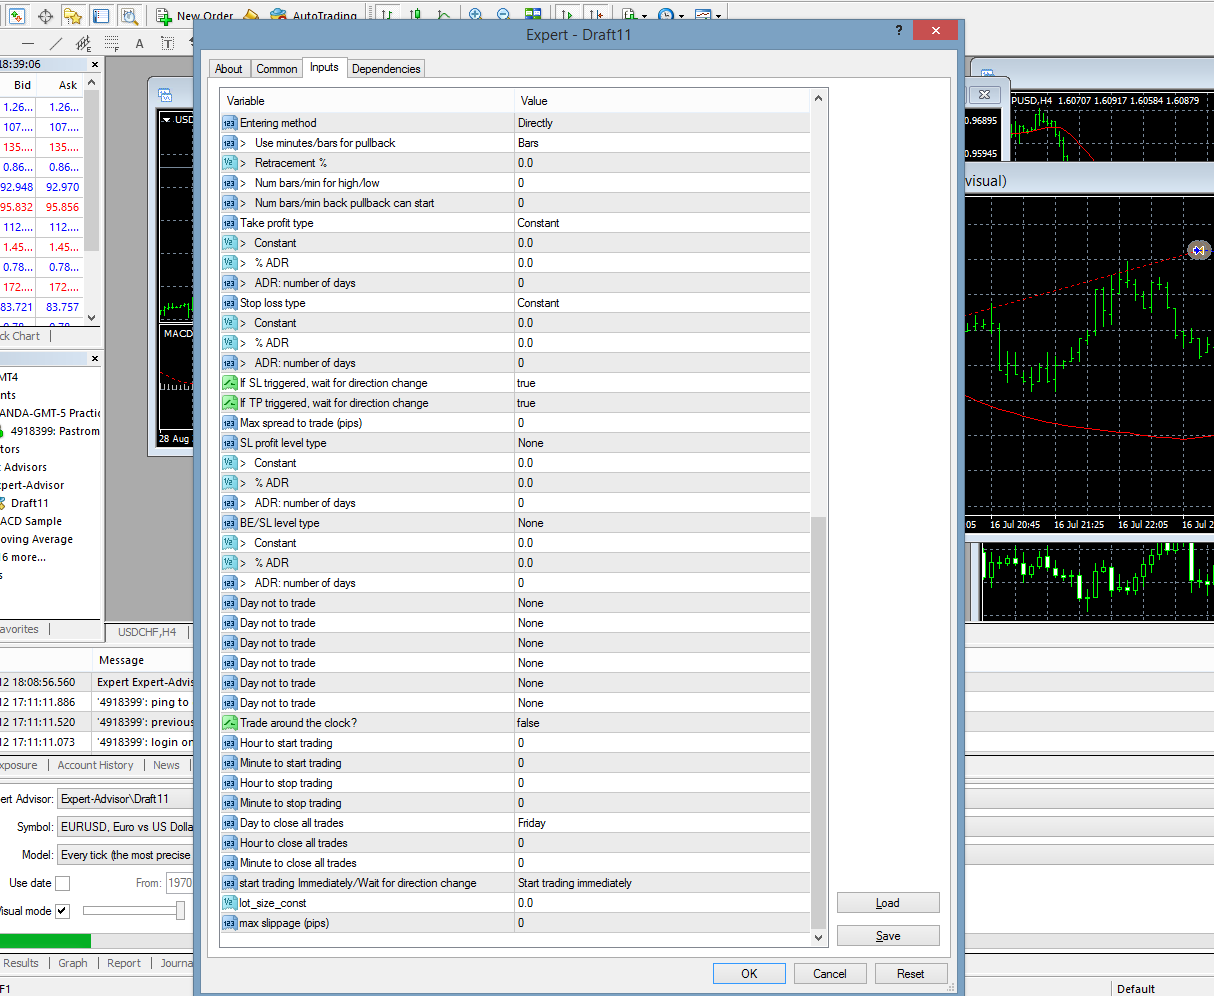 New Order
AutoTrading
Expert - Draft11
?
18:39:06
Bid Ask
1.26... 1.26...
107.... 107....
135.... 135....
0.86... 0.86...
92.948 92.970
95.832 95.856
112.... 112....
1.45... 1.45...
0.78... 0.78...
172.... 172....
83.721 83.757
ck Chart
MT4
nts
ANDA-GMT-5 Practic
4918399: Pastrom
tors
t Advisors
xpert-Advisor
Draft11
ACD Sample
oving Average
16 more...
s
avorites
USDCHF,H4
.USD
MACD
28 Aug
About Common Inputs Dependencies
Variable Value
Entering method Directly
> Use minutes/bars for pullback Bars
> Retracement % 0.0
> Num bars/min for high/low 0
> Num bars/min back pullback can start 0
Take profit type Constant
> Constant 0.0
> % ADR 0.0
> ADR: number of days 0
Stop loss type Constant
> Constant 0.0
> % ADR 0.0
> ADR: number of days 0
If SL triggered, wait for direction change true
If TP triggered, wait for direction change true
Max spread to trade (pips) 0
SL profit level type None
> Constant 0.0
> % ADR 0.0
> ADR: number of days 0
BE/SL level type None
> Constant 0.0
> % ADR 0.0
> ADR: number of days 0
Day not to trade None
Day not to trade None
Day not to trade None
Day not to trade None
Day not to trade None
Day not to trade None
Trade around the clock? false
Hour to start trading 0
Minute to start trading 0
Hour to stop trading 0
Minute to stop trading 0
Day to close all trades Friday
Hour to close all trades 0
Minute to close all trades 0
start trading Immediately/Wait for direction change Start trading immediately
lot_size_const 0.0
max slippage (pips) 0
Load
Save
OK Cancel Reset
PUSD,H4 1.60707 1.60917 1.60584 1.60879
0.96895
0.95945
visual)
05 16 Jul 20:45 16 Jul 21:25 16 Jul 22:05 16 Jul 2
Message
12 18:08:56.560 Expert Expert-Advis
12 17:11:11.886 '4918399': ping to
12 17:11:11.520 '4918399': previous
12 17:11:11.073 '4918399': login on
xposure Account History News
ert Advisor: Expert-Advisor\Draft11
Symbol: EURUSD, Euro vs US Dolla
Model: Every tick (the most precise
Use date From: 1970
Visual mode
Results Graph Report Journa
F1
Default